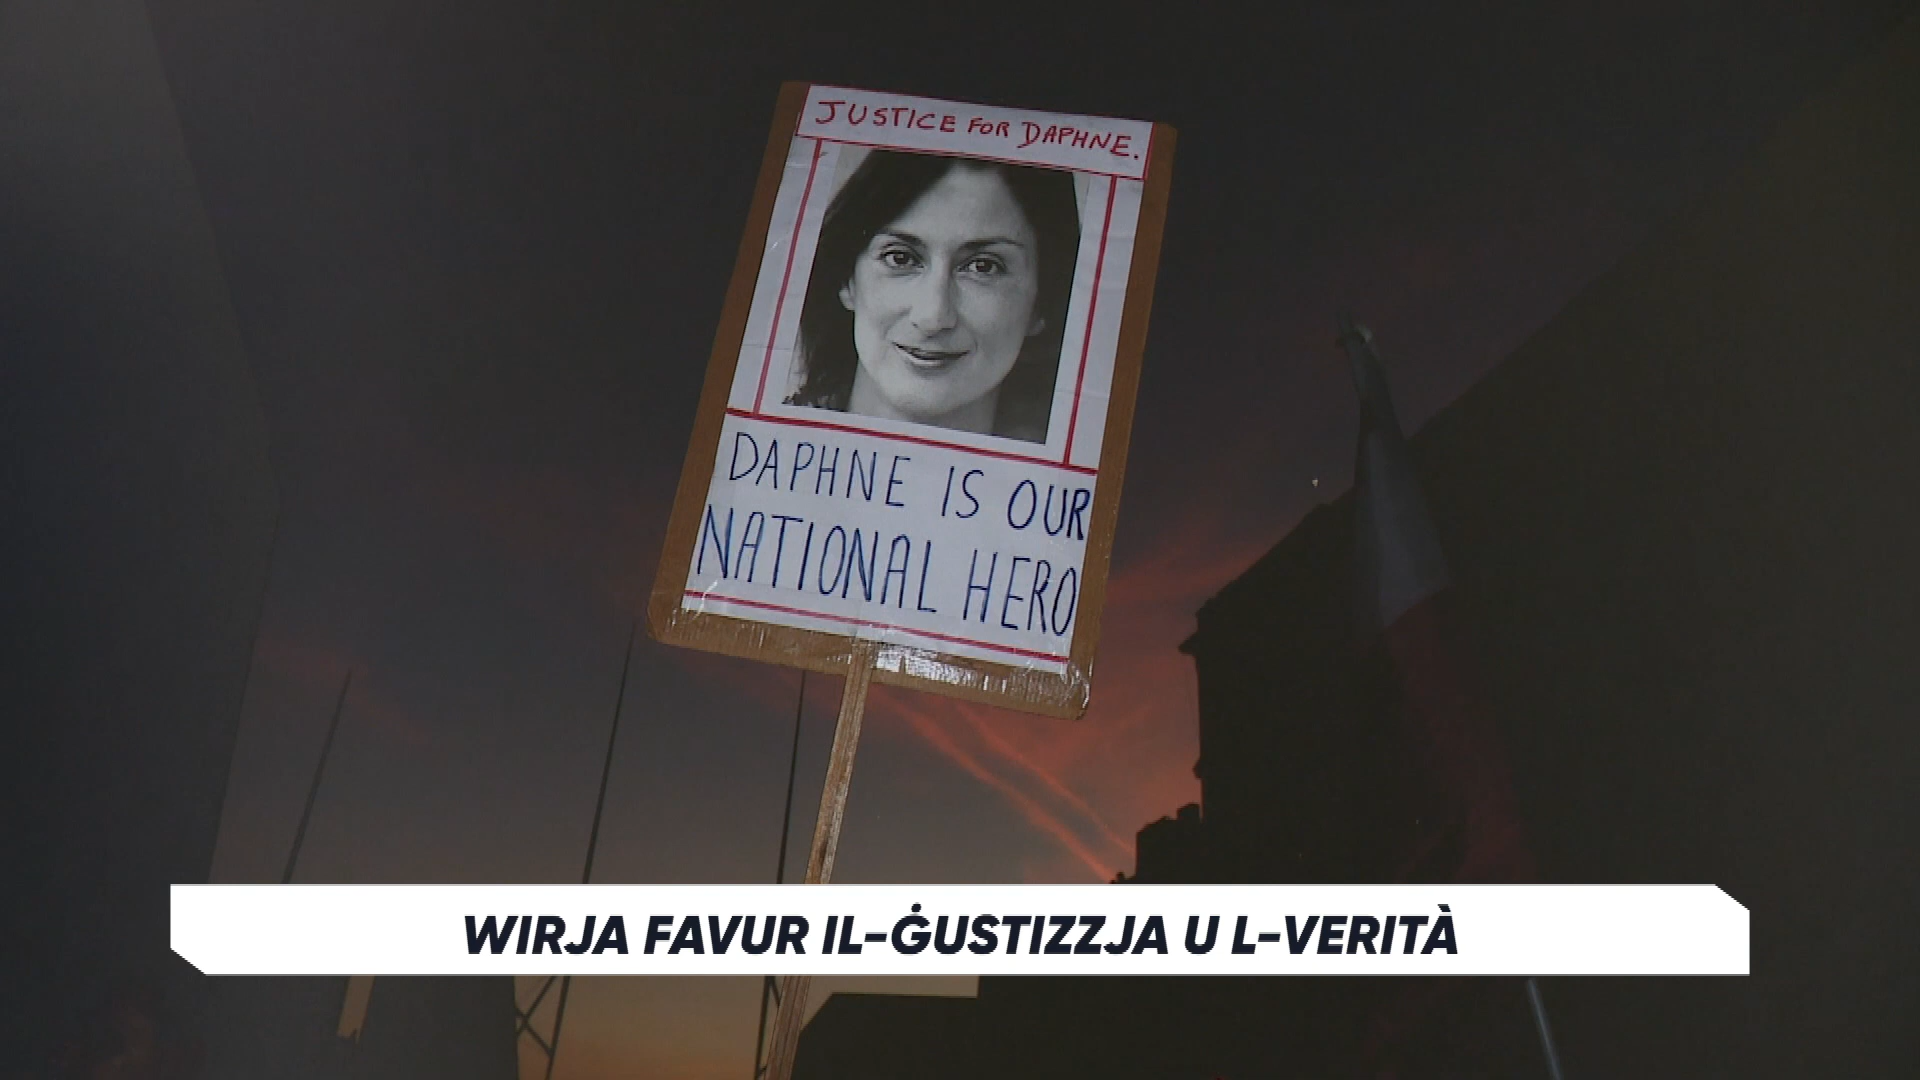 JUSTICE FOR DAPHNE.
DAPHNE IS OUR
NATIONAL HERO
WIRJA FAVUR IL-ĠUSTIZZJA U L-VERITÀ